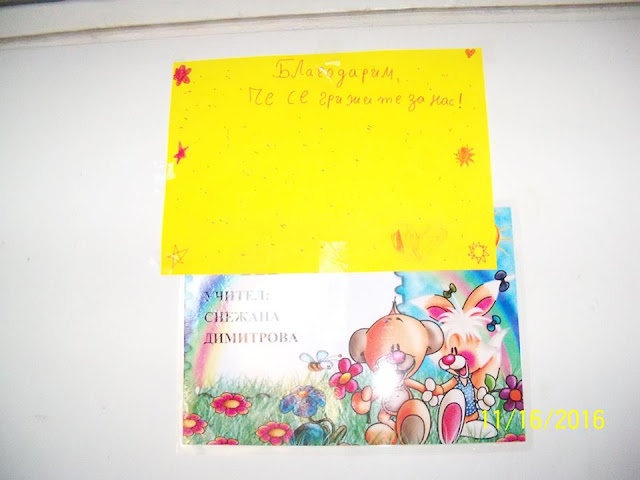 Благодарим,
че се грижите за нас!
УЧИТЕЛ:
СНЕЖАНА
ДИМИТРОВА
11/16/2016